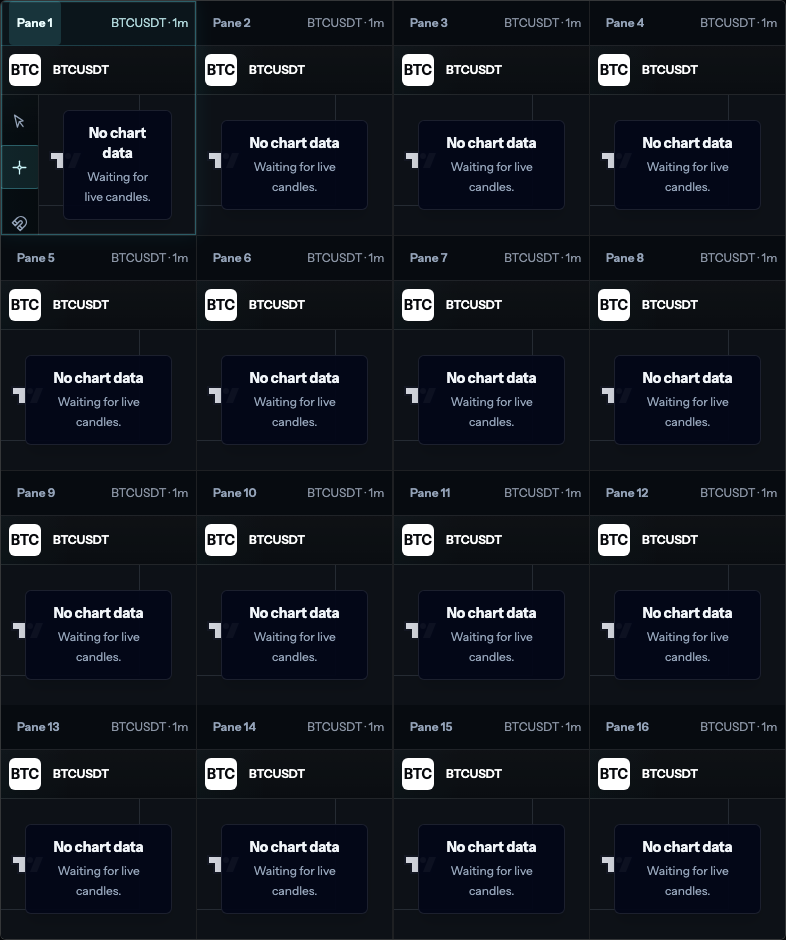 Pane 1 BTCUSDT · 1m
Pane 2 BTCUSDT · 1m
Pane 3 BTCUSDT · 1m
Pane 4 BTCUSDT · 1m
BTC BTCUSDT
BTC BTCUSDT
BTC BTCUSDT
BTC BTCUSDT
No chart
data
Waiting for
live candles.
No chart data
Waiting for live
candles.
No chart data
Waiting for live
candles.
No chart data
Waiting for live
candles.
Pane 5 BTCUSDT · 1m
Pane 6 BTCUSDT · 1m
Pane 7 BTCUSDT · 1m
Pane 8 BTCUSDT · 1m
BTC BTCUSDT
BTC BTCUSDT
BTC BTCUSDT
BTC BTCUSDT
No chart data
Waiting for live
candles.
No chart data
Waiting for live
candles.
No chart data
Waiting for live
candles.
No chart data
Waiting for live
candles.
Pane 9 BTCUSDT · 1m
Pane 10 BTCUSDT · 1m
Pane 11 BTCUSDT · 1m
Pane 12 BTCUSDT · 1m
BTC BTCUSDT
BTC BTCUSDT
BTC BTCUSDT
BTC BTCUSDT
No chart data
Waiting for live
candles.
No chart data
Waiting for live
candles.
No chart data
Waiting for live
candles.
No chart data
Waiting for live
candles.
Pane 13 BTCUSDT · 1m
Pane 14 BTCUSDT · 1m
Pane 15 BTCUSDT · 1m
Pane 16 BTCUSDT · 1m
BTC BTCUSDT
BTC BTCUSDT
BTC BTCUSDT
BTC BTCUSDT
No chart data
Waiting for live
candles.
No chart data
Waiting for live
candles.
No chart data
Waiting for live
candles.
No chart data
Waiting for live
candles.